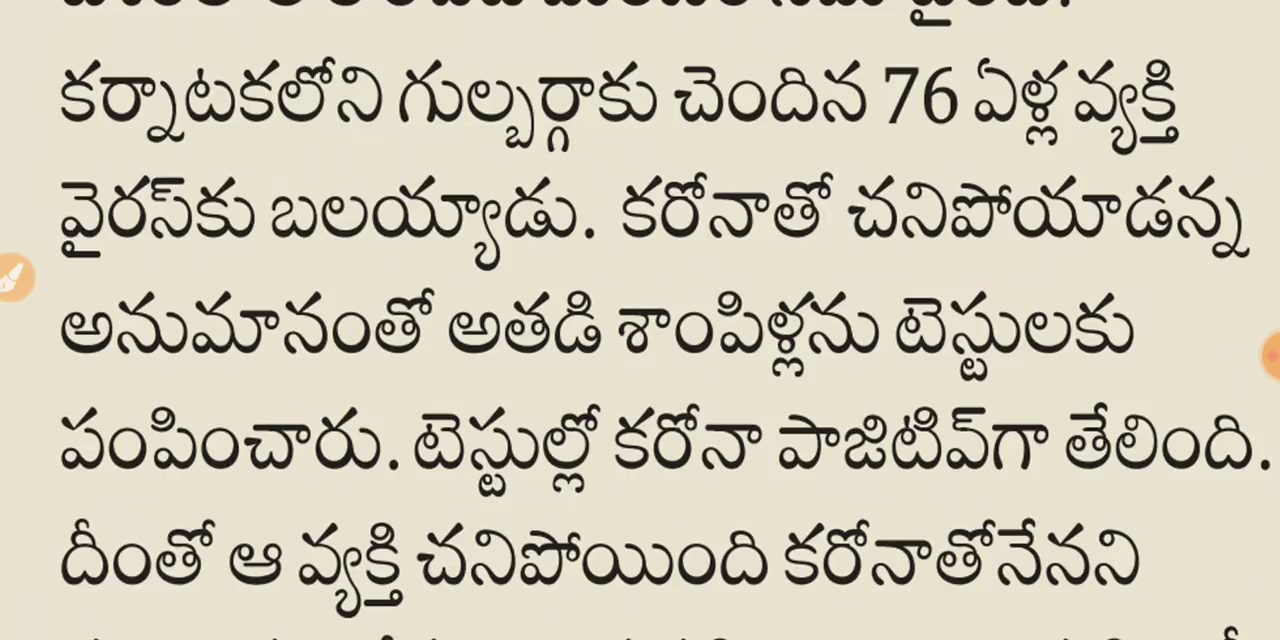 కర్నాటకలోని గుల్బర్గాకు చెందిన 76 ఏళ్ల వ్యక్తి
వైరస్‌కు బలయ్యాడు. కరోనాతో చనిపోయాడన్న
అనుమానంతో అతడి శాంపిళ్లను టెస్టులకు
పంపించారు. టెస్టుల్లో కరోనా పాజిటివ్‌గా తేలింది.
దీంతో ఆ వ్యక్తి చనిపోయింది కరోనాతోనేనని